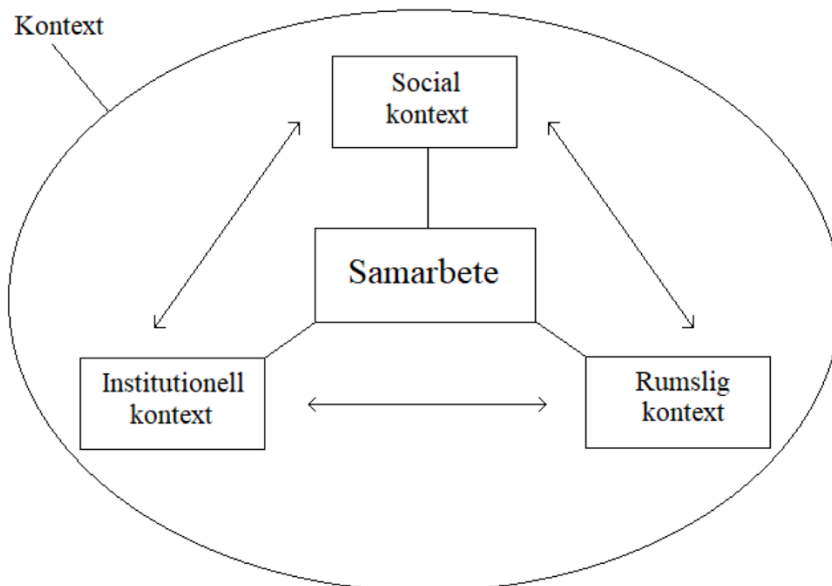 Kontext
Social
kontext
Samarbete
Institutionell
kontext
Rumslig
kontext